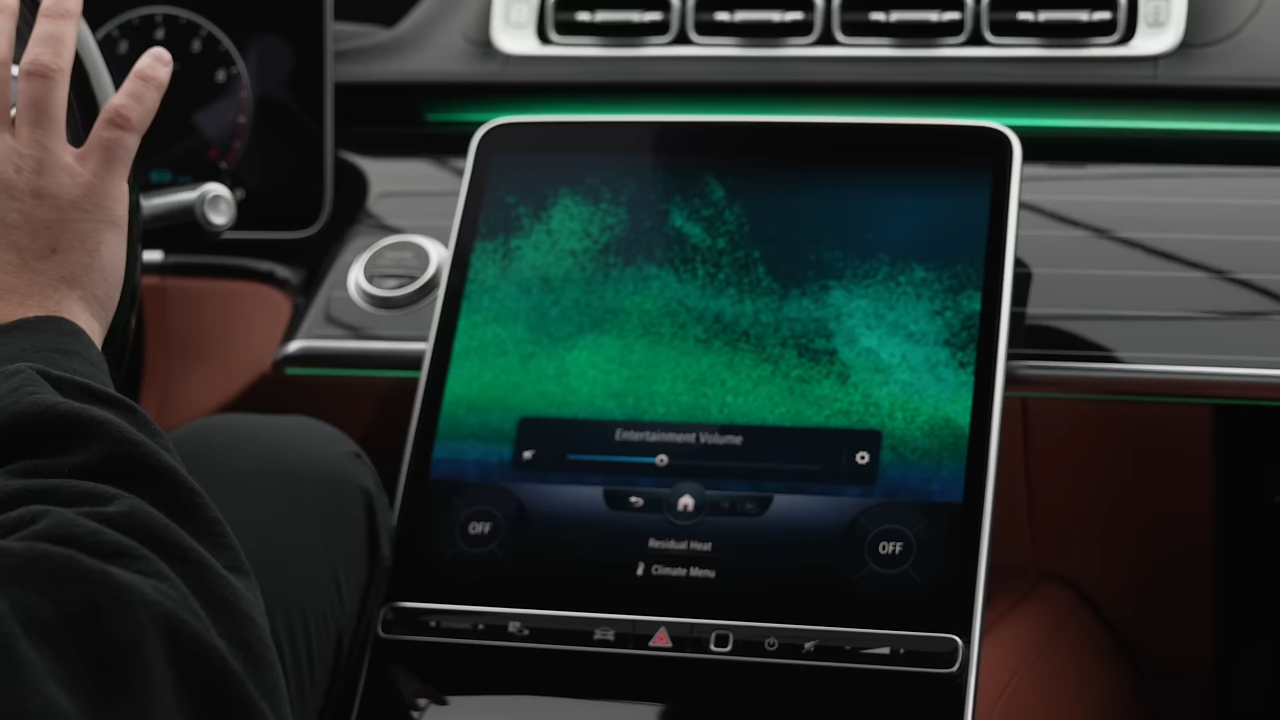 Entertainment Volume
OFF
OFF
Residual Heat
Climate Menu